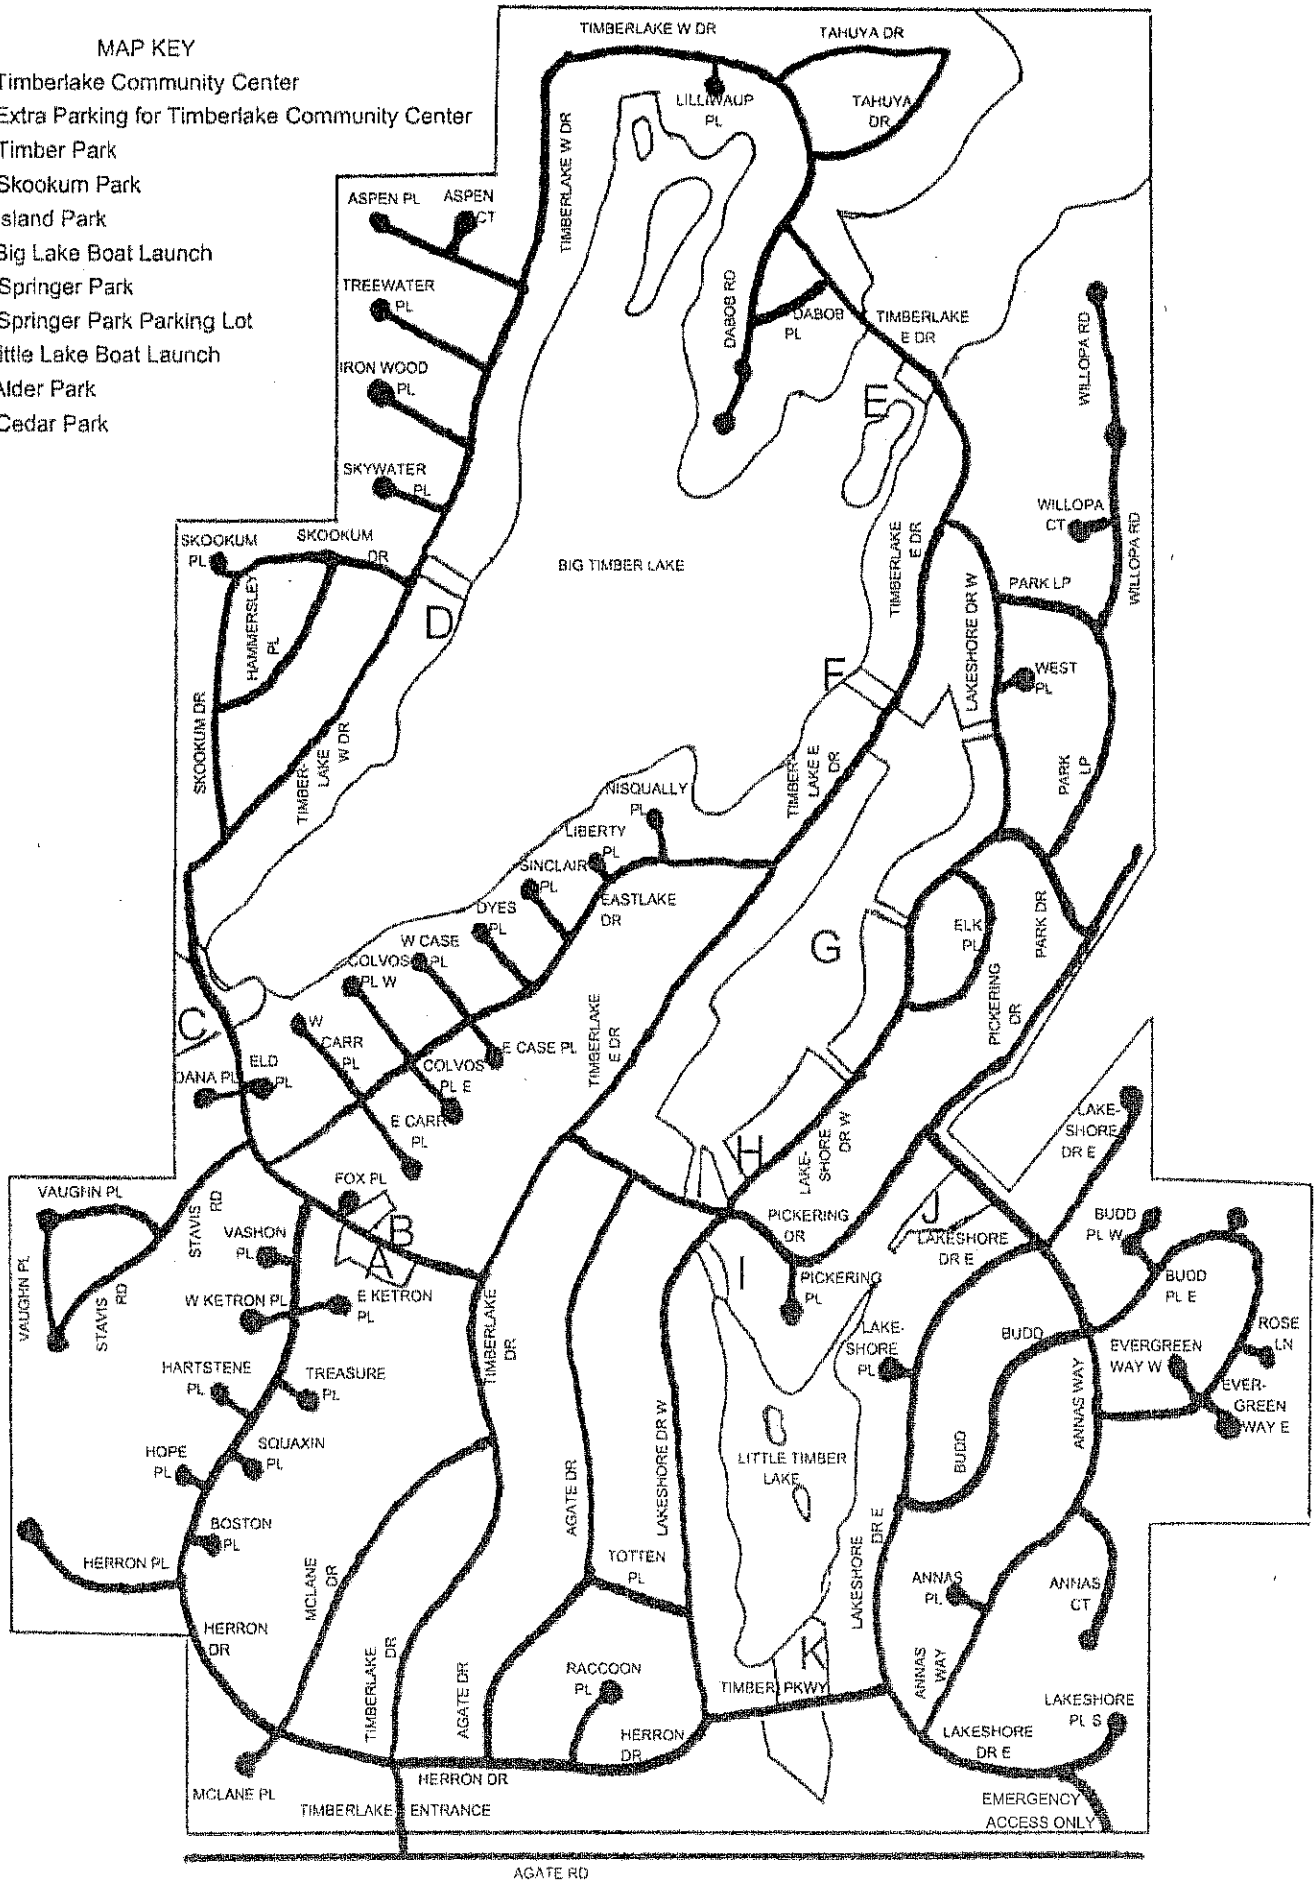 MAP KEY
Timberlake Community Center
Extra Parking for Timberlake Community Center
Timber Park
Skookum Park
sland Park
Big Lake Boat Launch
Springer Park
Springer Park Parking Lot
ittle Lake Boat Launch
Alder Park
Cedar Park
TIMBERLAKE W DR
TAHUYA DR
LILLIWAUP
PL
TAHUYA
DR
TIMBERLAKE W DR
ASPEN PL
ASPEN
CT
TREEWATER
PL
DABOB RD
DABOB
PL
TIMBERLAKE
E DR
WILLOPA RD
IRON WOOD
PL
E
SKYWATER
PL
WILLOPA
CT
WILLOPA RD
SKOOKUM
PL
SKOOKUM
DR
BIG TIMBER LAKE
TIMBERLAKE
E DR
PARK LP
HAMMERSLEY
PL
D
LAKESHORE DR W
WEST
PL
F
SKOOKUM DR
TIMBER-
LAKE
W DR
TIMBER-
LAKE E
DR
PARK
LP
NISQUALLY
PL
LIBERTY
PL
SINCLAIR
PL
EASTLAKE
DR
DYES
PL
W CASE
PL
COLVOS
PL W
G
ELK
PL
PARK DR
PICKERING
DR
C
W
CARR
PL
TIMBERLAKE
E DR
E CASE PL
COLVOS
PL E
DANA PL
ELD
PL
E CARR
PL
H
LAKE-
SHORE
DR W
LAKE-
SHORE
DR E
VAUGHN PL
STAVIS
RD
FOX PL
VASHON
PL
B
A
PICKERING
DR
J
LAKESHORE
DR E
BUDD
PL W
VAUGHN PL
STAVIS
RD
W KETRON PL
E KETRON
PL
TIMBERLAKE
DR
I
PICKERING
PL
BUDD
PL E
LAKE-
SHORE
PL
BUDD
EVERGREEN
WAY W
ROSE
LN
HARTSTENE
PL
TREASURE
PL
EVER-
GREEN
WAY E
HOPE
PL
SQUAXIN
PL
AGATE DR
LAKESHORE DR W
LITTLE TIMBER
LAKE
BUDD
ANNAS WAY
BOSTON
PL
HERRON PL
MCLANE
DR
TOTTEN
PL
LAKESHORE
DR E
ANNAS
PL
ANNAS
CT
HERRON
DR
TIMBERLAKE
DR
AGATE DR
RACCOON
PL
K
TIMBER PKWY
ANNAS
WAY
LAKESHORE
PL S
HERRON
DR
LAKESHORE
DR E
MCLANE PL
HERRON DR
TIMBERLAKE ENTRANCE
EMERGENCY
ACCESS ONLY
AGATE RD